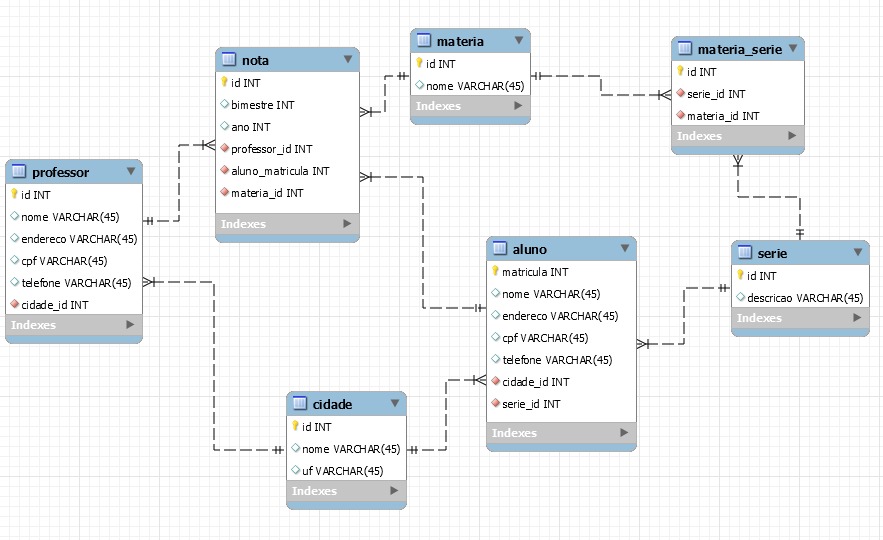 nota
id INT
bimestre INT
ano INT
professor_id INT
aluno_matricula INT
materia_id INT
Indexes
materia
id INT
nome VARCHAR(45)
Indexes
materia_serie
id INT
serie_id INT
materia_id INT
Indexes
professor
id INT
nome VARCHAR(45)
endereco VARCHAR(45)
cpf VARCHAR(45)
telefone VARCHAR(45)
cidade_id INT
Indexes
aluno
matricula INT
nome VARCHAR(45)
endereco VARCHAR(45)
cpf VARCHAR(45)
telefone VARCHAR(45)
cidade_id INT
serie_id INT
Indexes
serie
id INT
descricao VARCHAR(45)
Indexes
cidade
id INT
nome VARCHAR(45)
uf VARCHAR(45)
Indexes